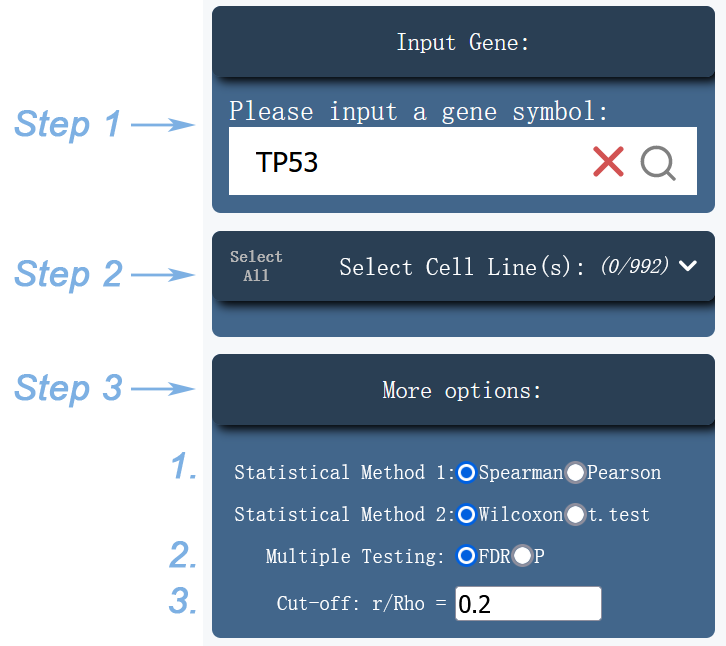 Input Gene:
Step 1
Please input a gene symbol:
TP53
Step 2
Select All
Select Cell Line(s): (0/992)
Step 3
More options:
1.
Statistical Method 1: Spearman Pearson
Statistical Method 2: Wilcoxon t.test
2.
Multiple Testing: FDR P
3.
Cut-off: r/Rho = 0.2